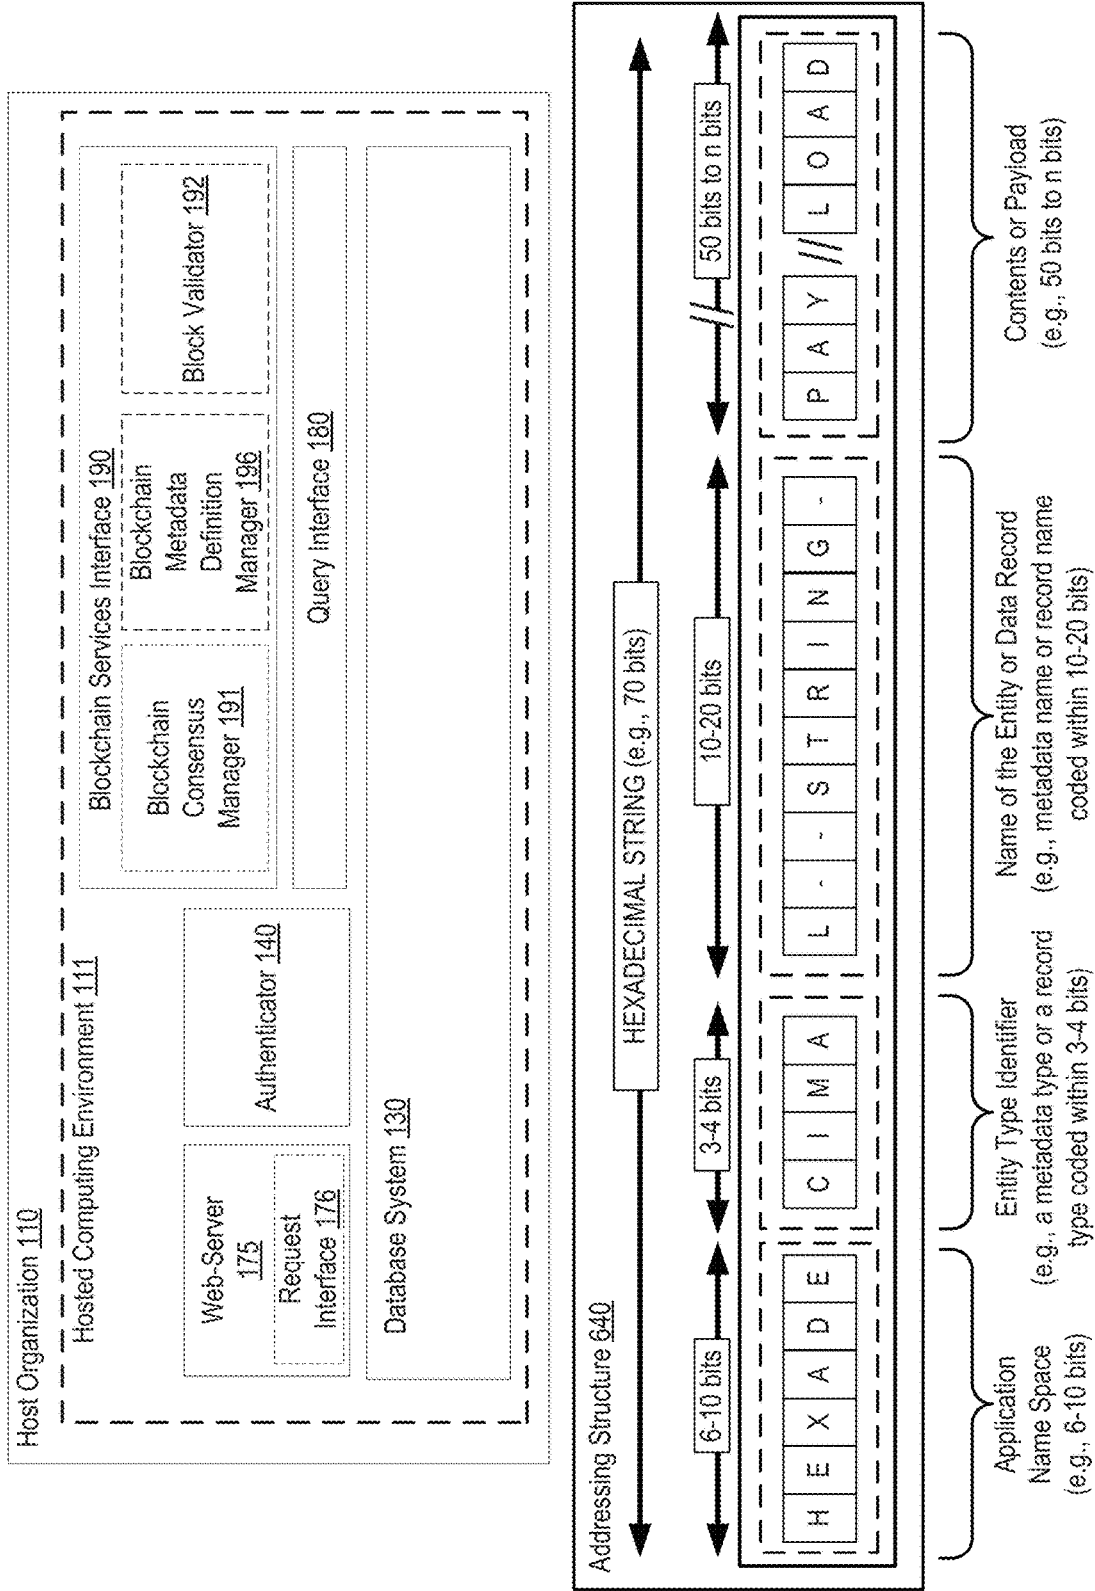 Host Organization 110
Hosted Computing Environment 111
Web-Server
175
Request
Interface 176
Authenticator 140
Blockchain Services Interface 190
Blockchain
Consensus
Manager 191
Blockchain
Metadata
Definition
Manager 196
Block Validator 192
Query Interface 180
Database System 130
Addressing Structure 640
HEXADECIMAL STRING (e.g., 70 bits)
6-10 bits
3-4 bits
10-20 bits
50 bits to n bits
H E X A D E
C I M A
L - - S T R I N G -
P A Y // L O A D
Application
Name Space
(e.g., 6-10 bits)
Entity Type Identifier
(e.g., a metadata type or a record
type coded within 3-4 bits)
Name of the Entity or Data Record
(e.g., metadata name or record name
coded within 10-20 bits)
Contents or Payload
(e.g., 50 bits to n bits)